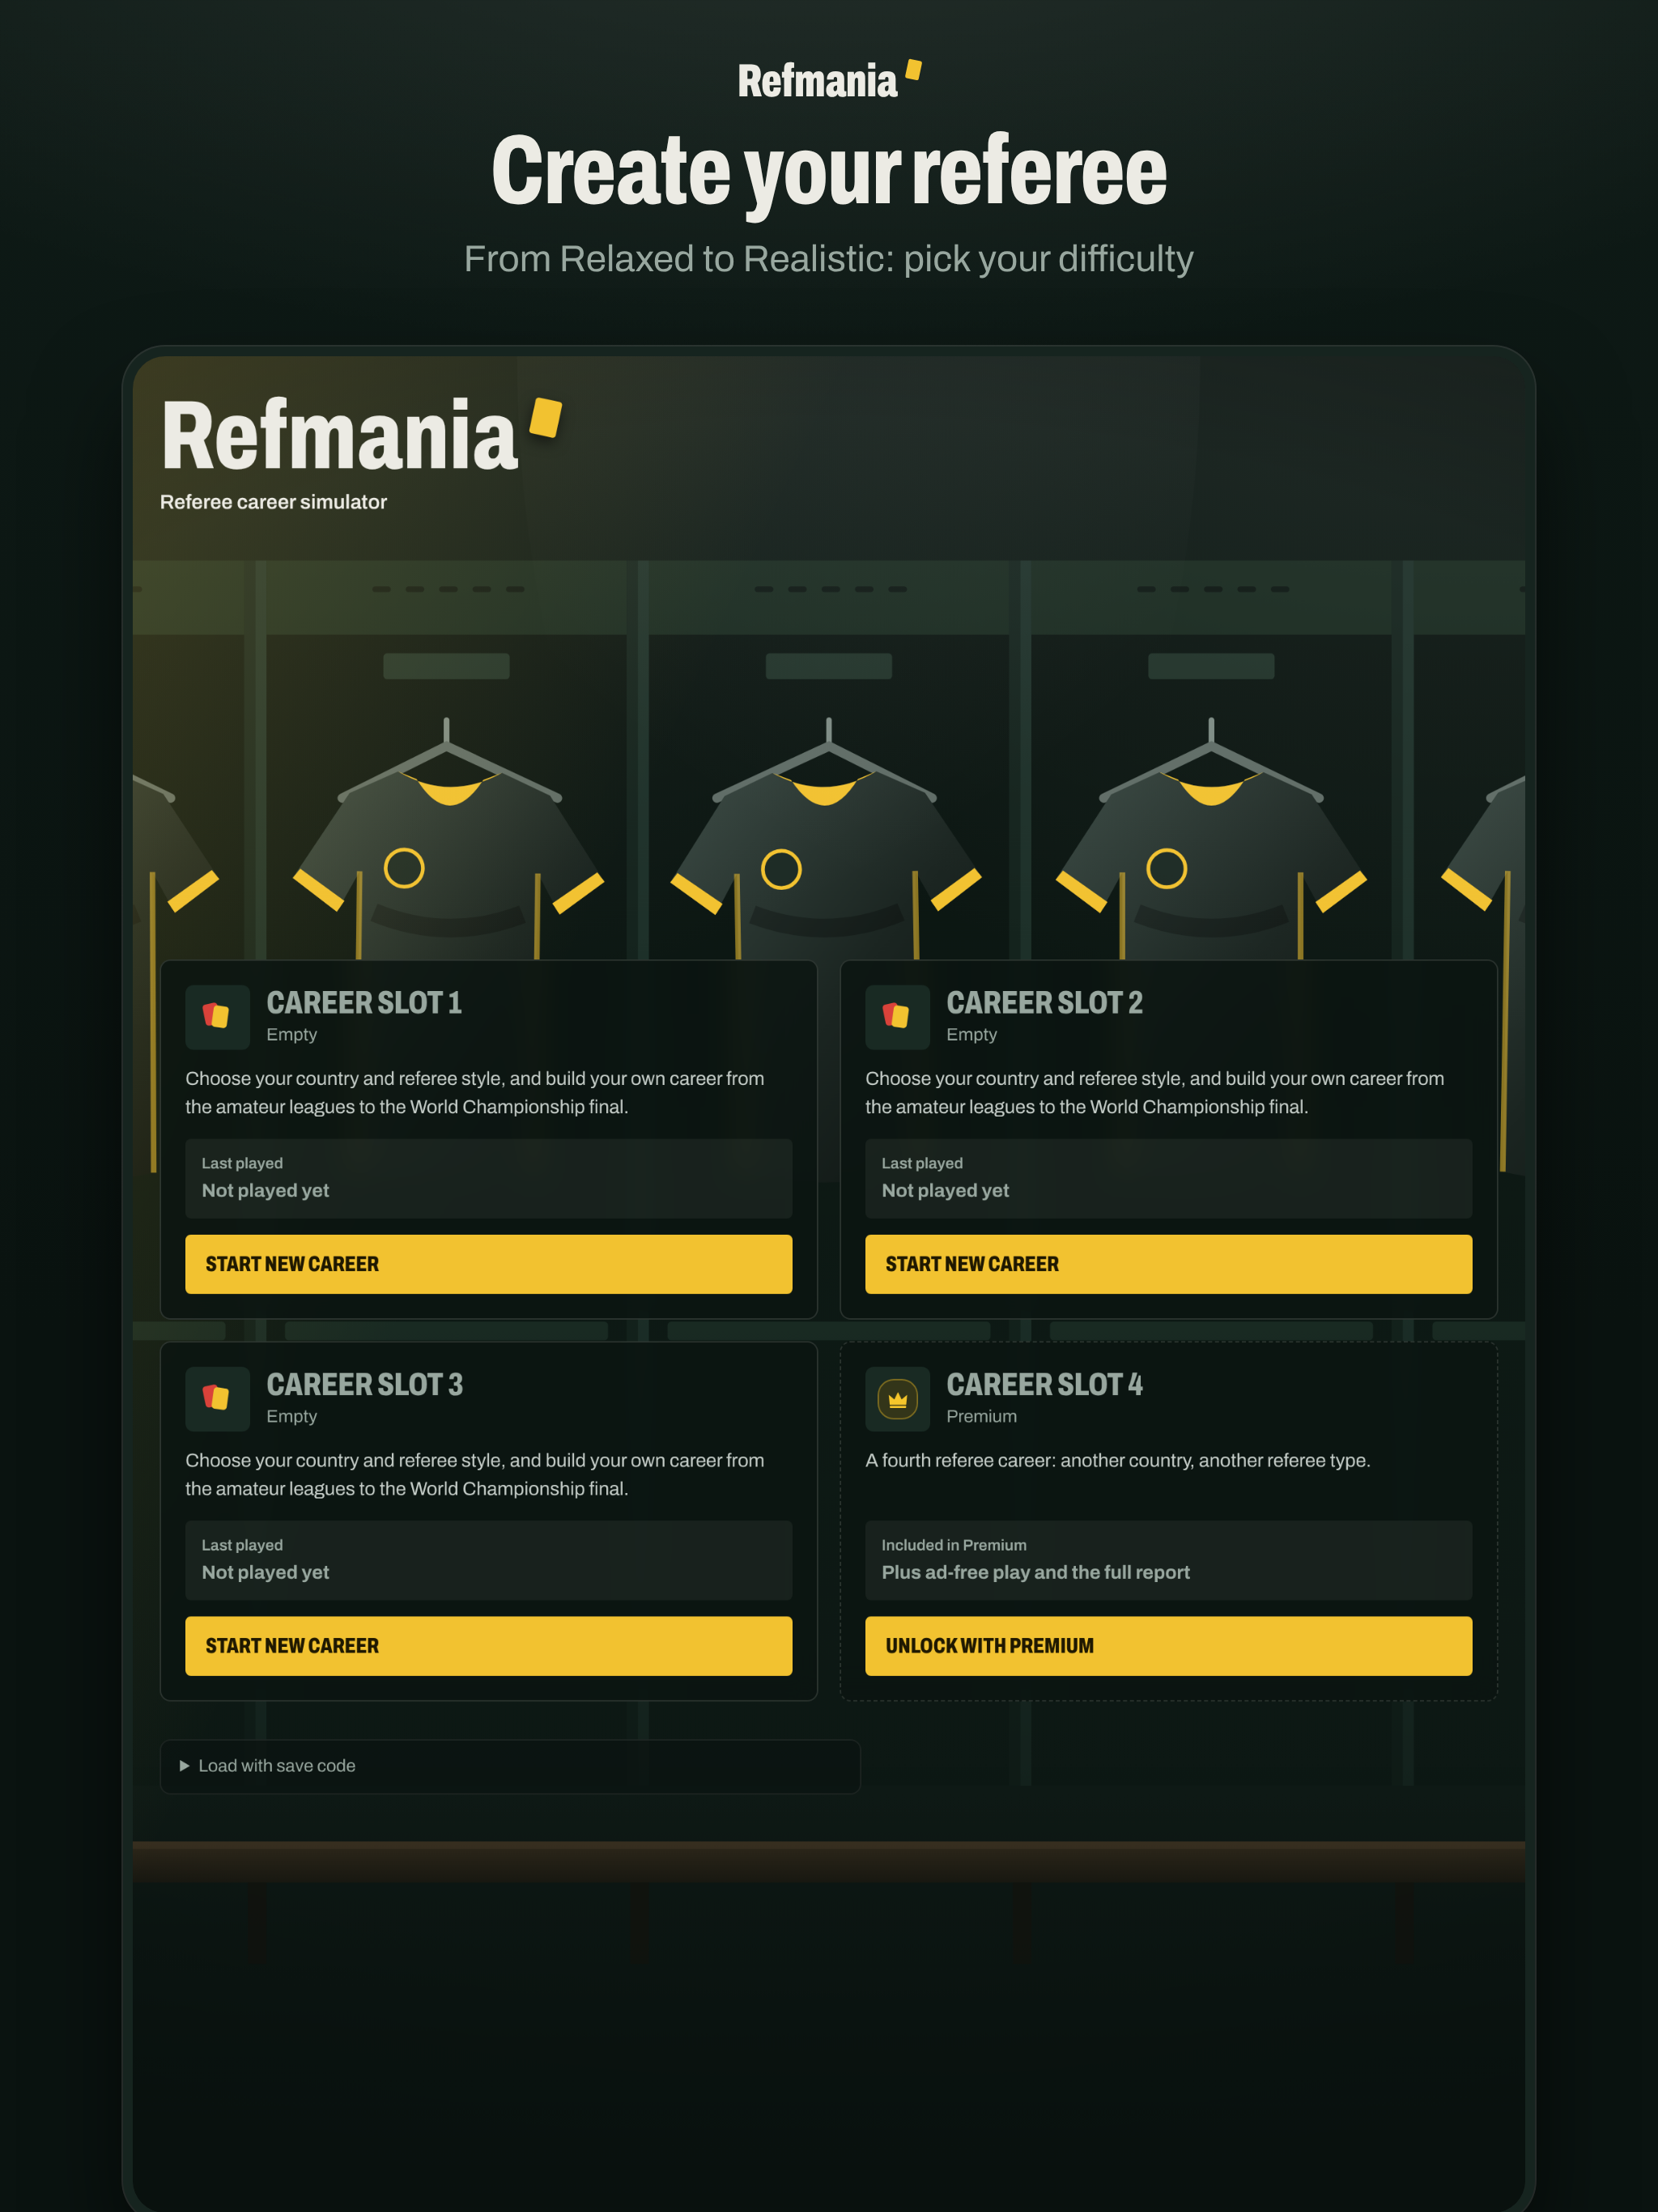 Refmania
Create your referee
From Relaxed to Realistic: pick your difficulty
Refmania
Referee career simulator
CAREER SLOT 1
Empty
Choose your country and referee style, and build your own career from
the amateur leagues to the World Championship final.
Last played
Not played yet
START NEW CAREER
CAREER SLOT 2
Empty
Choose your country and referee style, and build your own career from
the amateur leagues to the World Championship final.
Last played
Not played yet
START NEW CAREER
CAREER SLOT 3
Empty
Choose your country and referee style, and build your own career from
the amateur leagues to the World Championship final.
Last played
Not played yet
START NEW CAREER
CAREER SLOT 4
Premium
A fourth referee career: another country, another referee type.
Included in Premium
Plus ad-free play and the full report
UNLOCK WITH PREMIUM
Load with save code